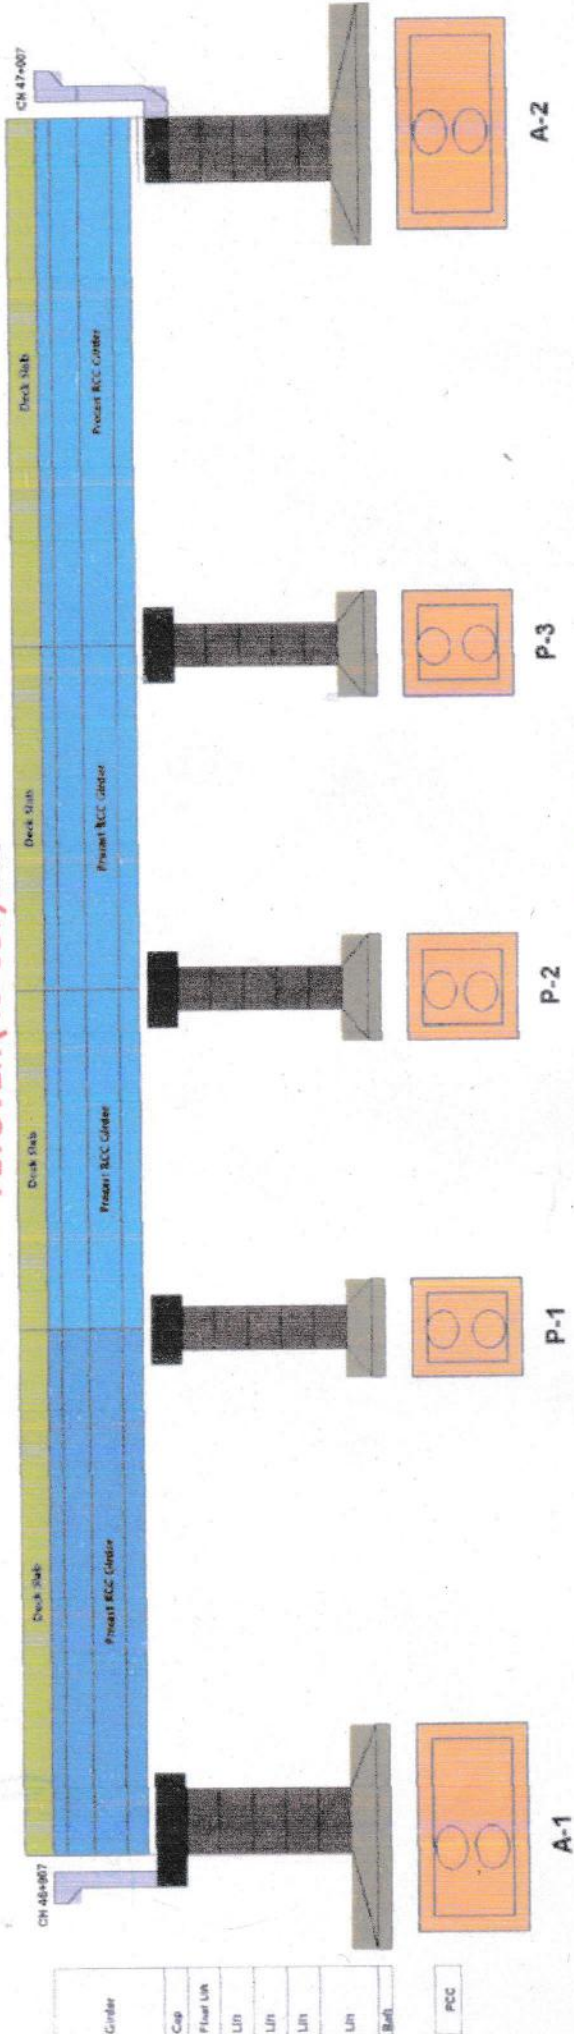 CH 46+907
CH 47+007
Deck Slab
Deck Slab
Deck Slab
Deck Slab
Precast RCC Girder
Precast RCC Girder
Precast RCC Girder
Precast RCC Girder
Girder
Cap
Final Lift
Lift
Lift
Lift
Lift
Raft
PCC
A-1
P-1
P-2
P-3
A-2